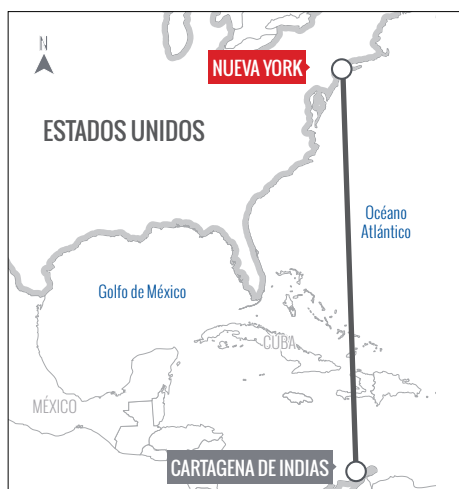 N
NUEVA YORK
ESTADOS UNIDOS
Océano
Atlántico
Golfo de México
CUBA
MÉXICO
CARTAGENA DE INDIAS